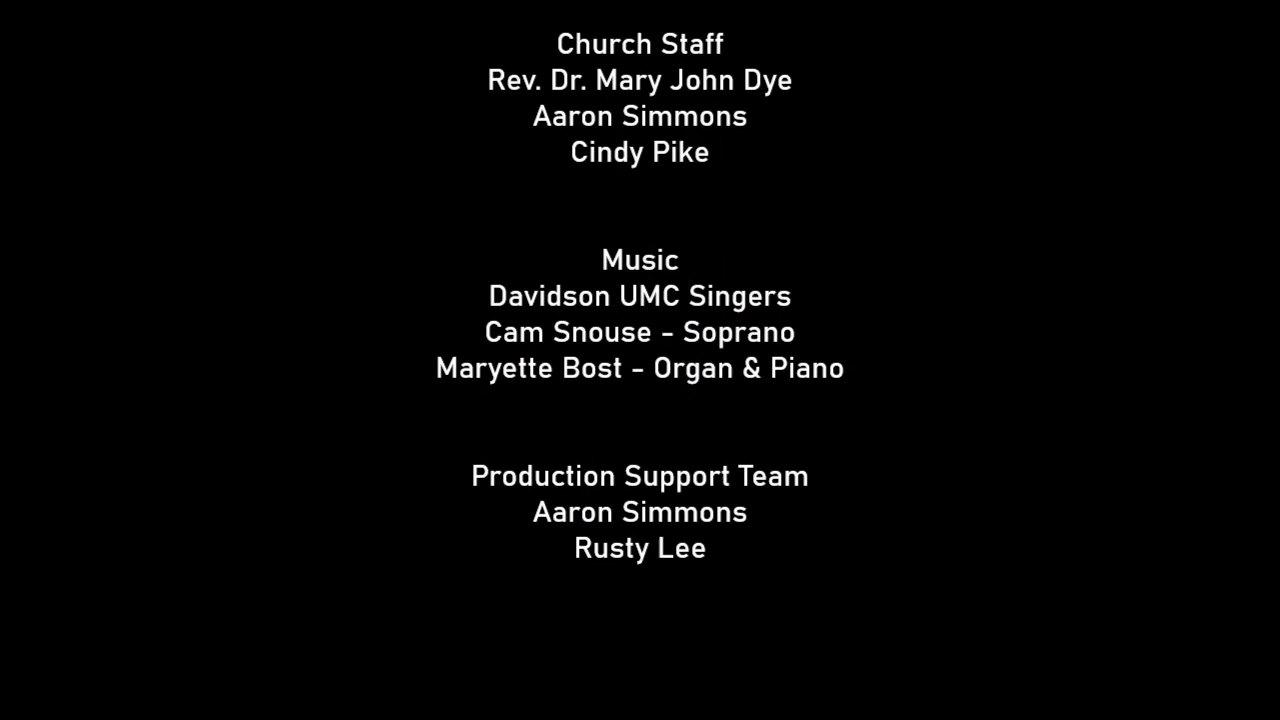 Church Staff
Rev. Dr. Mary John Dye
Aaron Simmons
Cindy Pike
Music
Davidson UMC Singers
Cam Snouse - Soprano
Maryette Bost - Organ & Piano
Production Support Team
Aaron Simmons
Rusty Lee